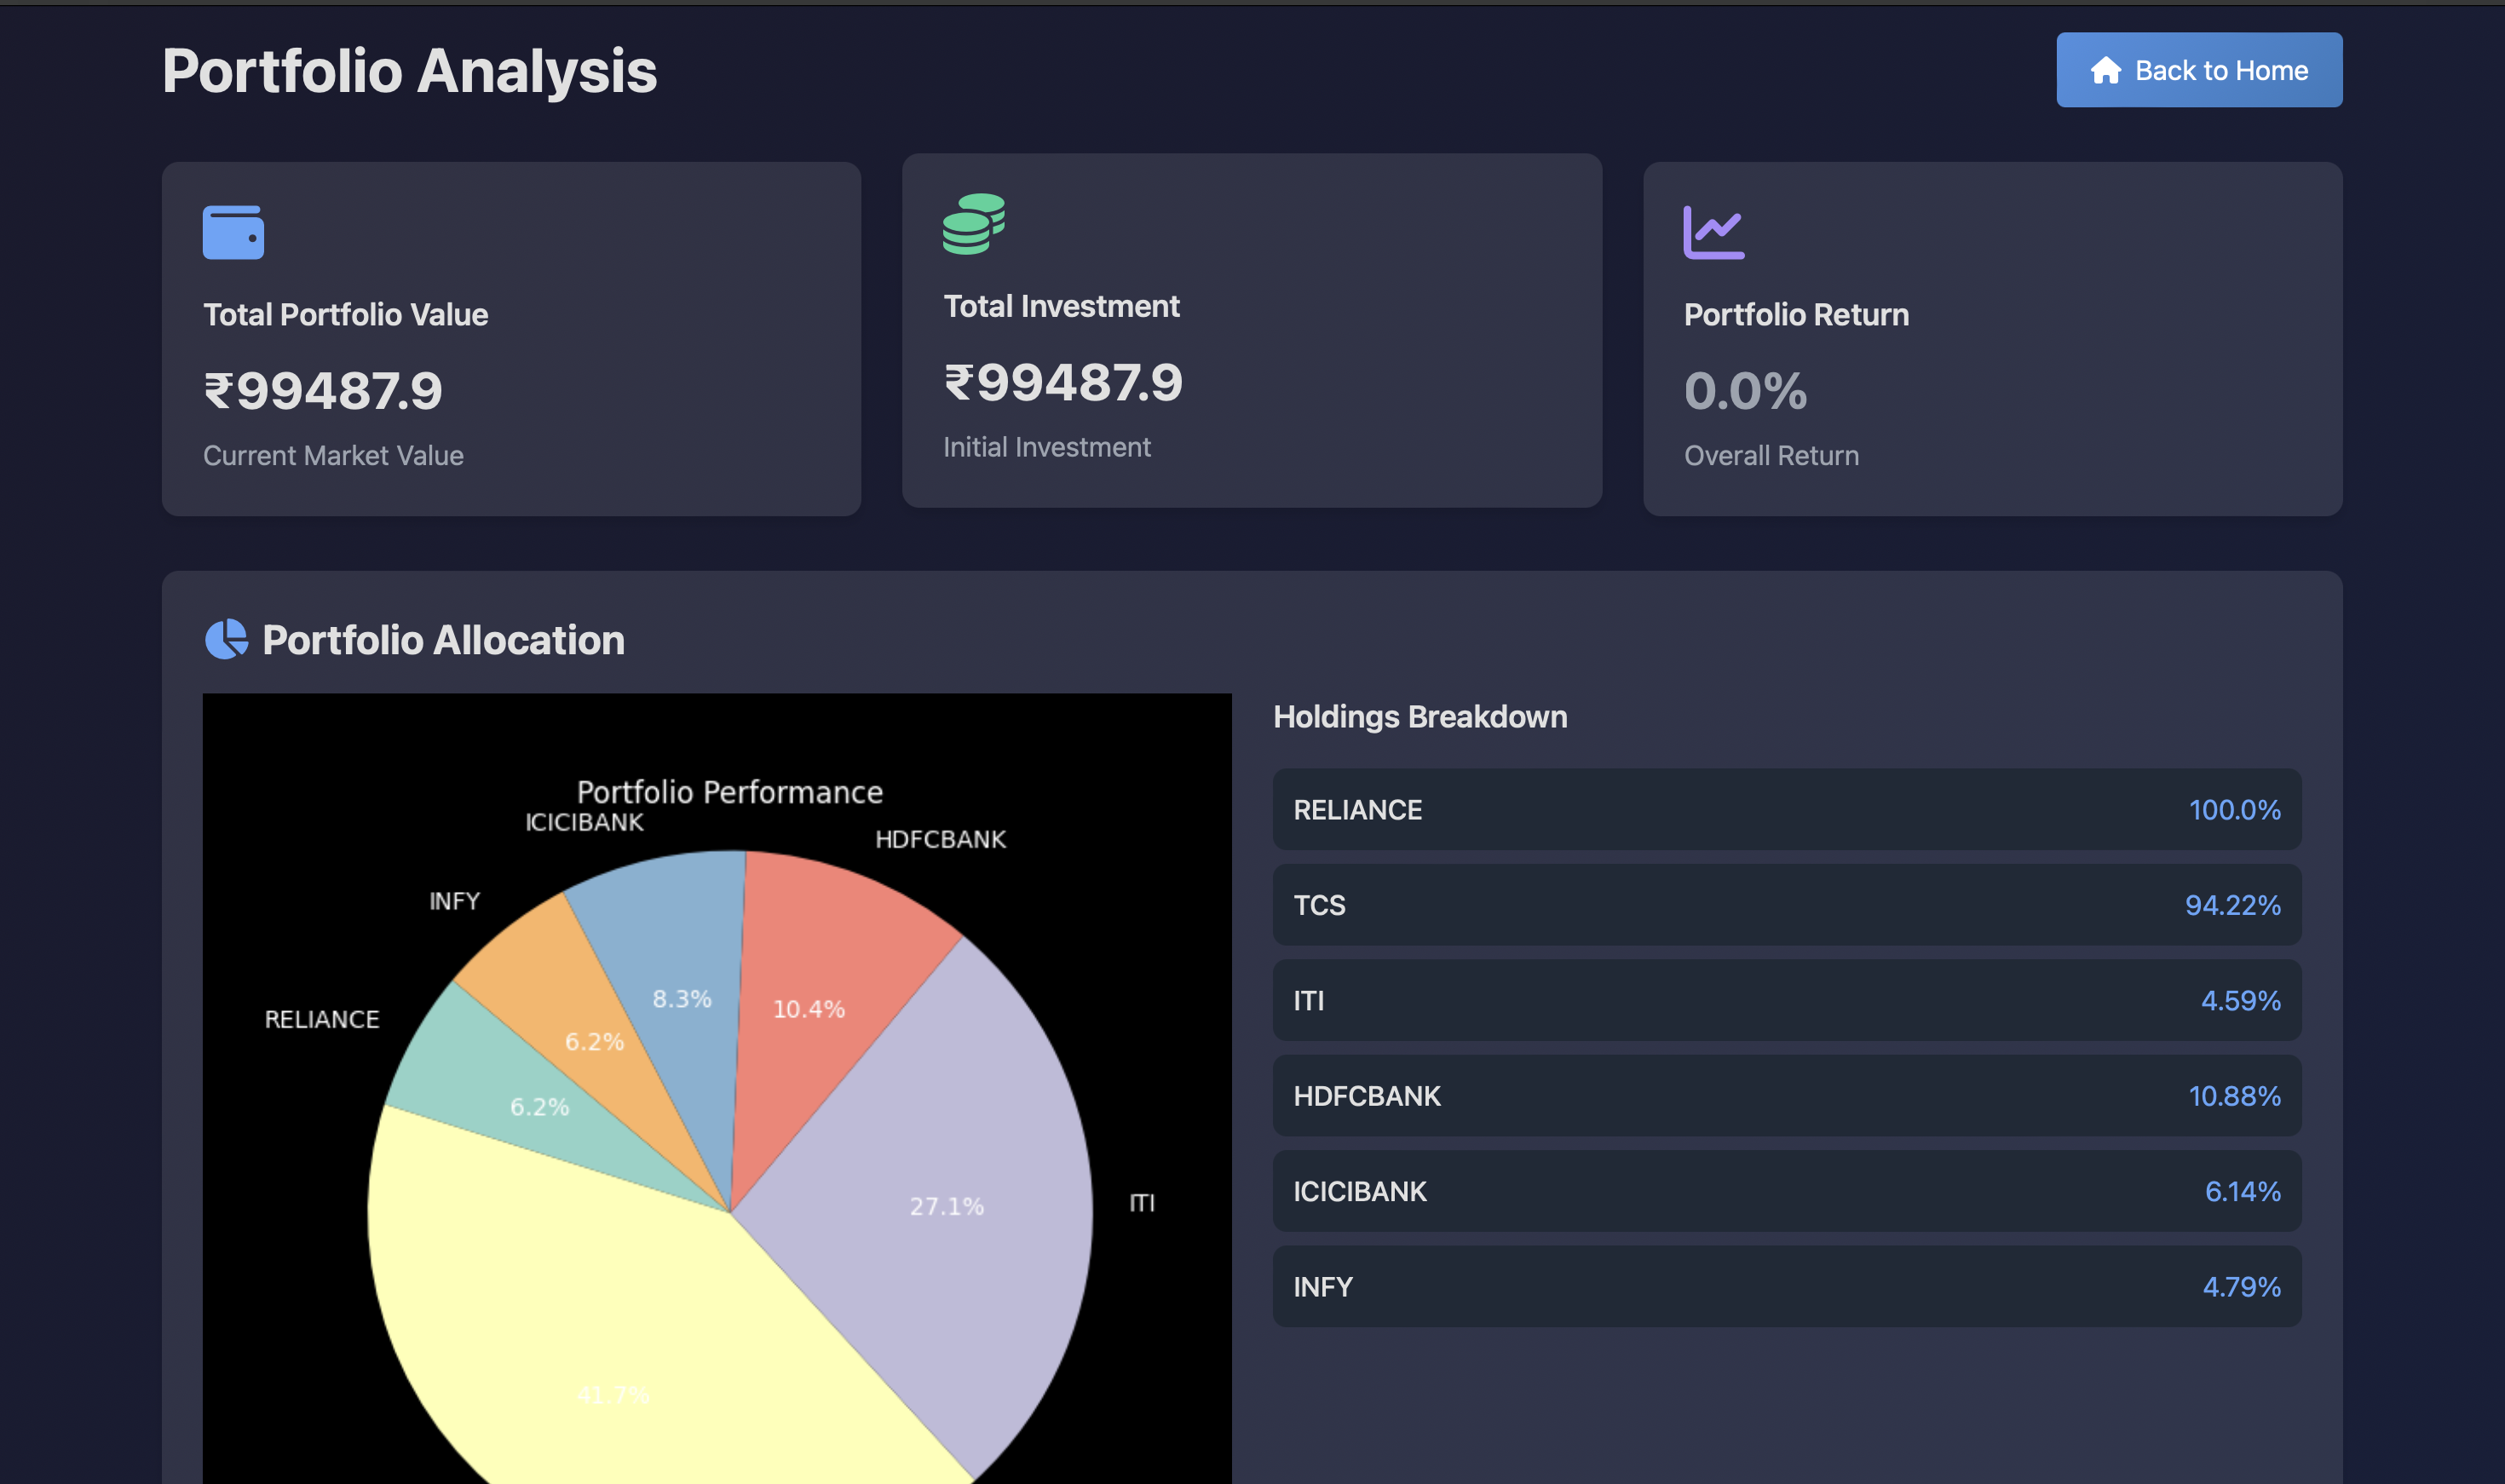 Portfolio Analysis
Back to Home
Total Portfolio Value
₹99487.9
Current Market Value
Total Investment
₹99487.9
Initial Investment
Portfolio Return
0.0%
Overall Return
Portfolio Allocation
Portfolio Performance
ICICIBANK
HDFCBANK
INFY
RELIANCE
ITI
8.3%
10.4%
6.2%
6.2%
27.1%
41.7%
Holdings Breakdown
RELIANCE 100.0%
TCS 94.22%
ITI 4.59%
HDFCBANK 10.88%
ICICIBANK 6.14%
INFY 4.79%